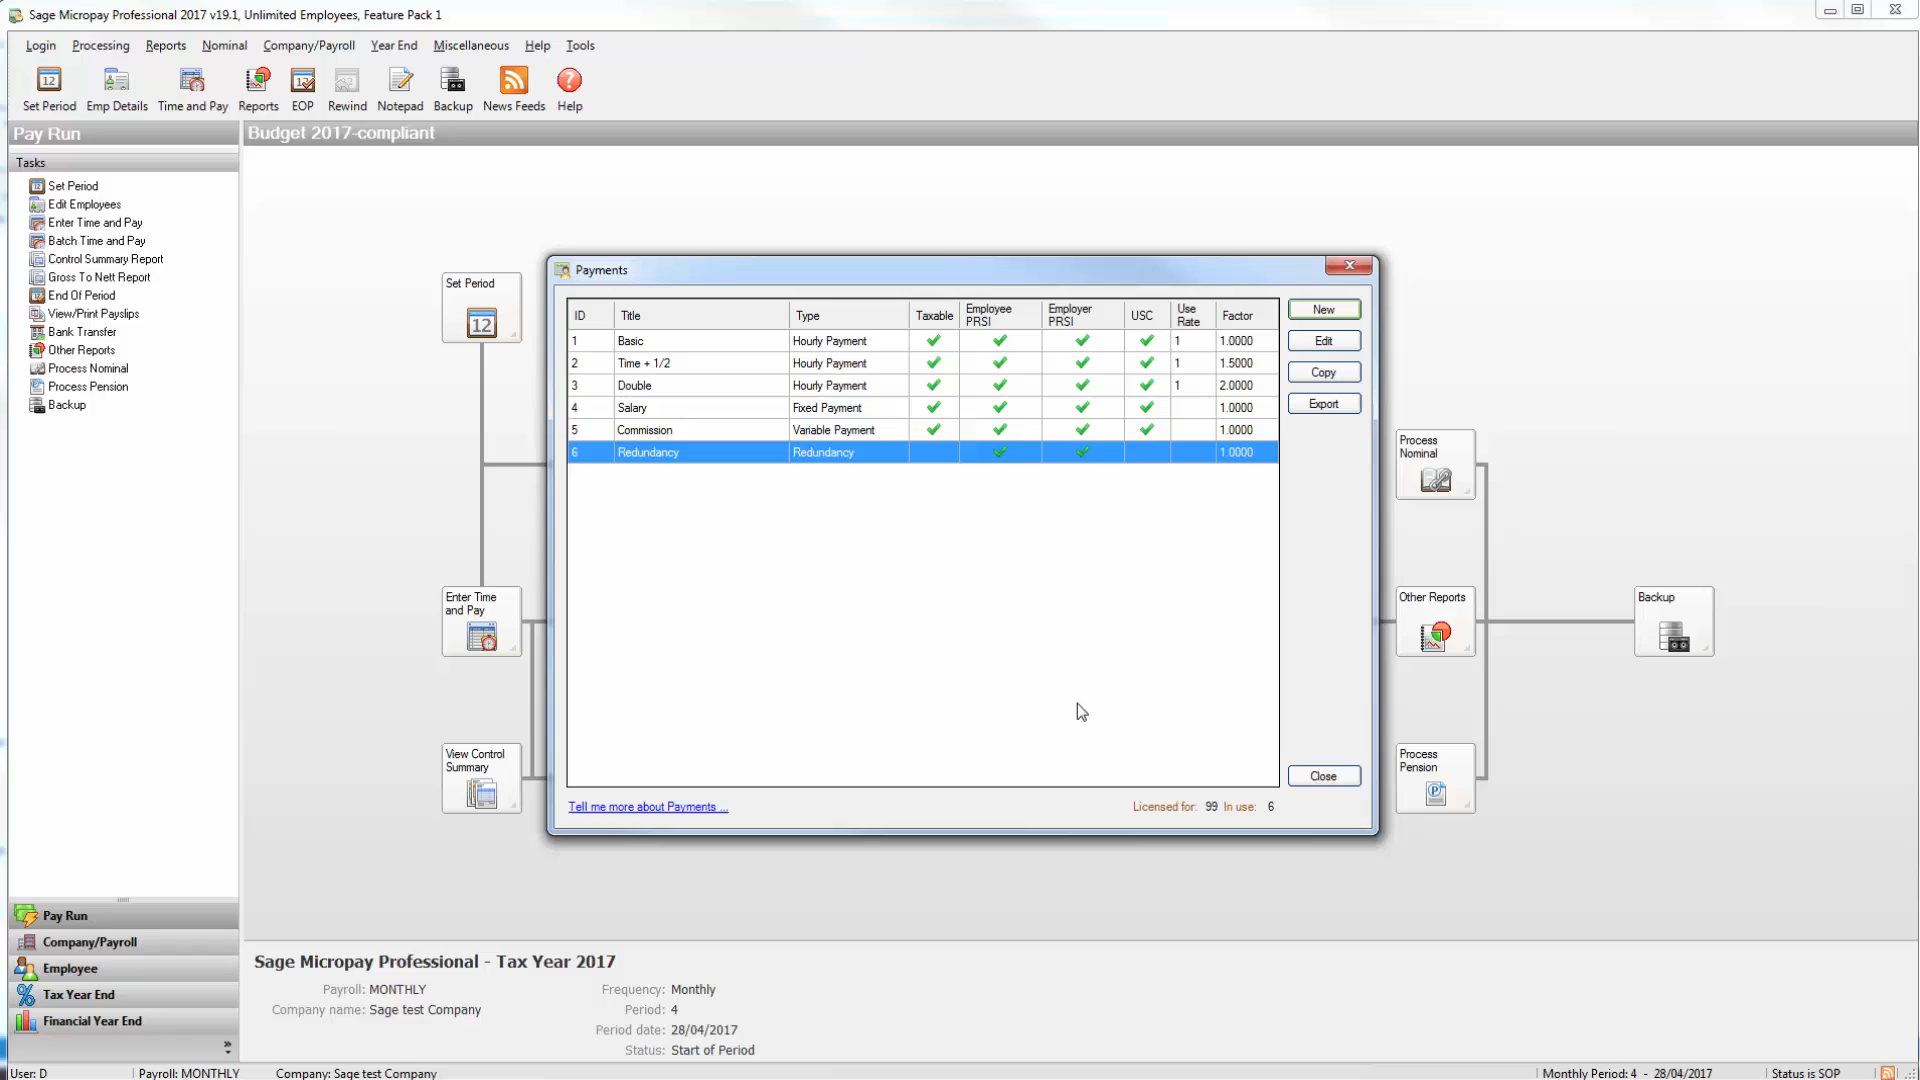 Sage Micropay Professional 2017 v19.1, Unlimited Employees, Feature Pack 1
Login Processing Reports Nominal Company/Payroll Year End Miscellaneous Help Tools
12
Set Period Emp Details Time and Pay Reports EOP Rewind Notepad Backup News Feeds Help
Pay Run
Budget 2017-compliant
Tasks
Set Period
Edit Employees
Enter Time and Pay
Batch Time and Pay
Control Summary Report
Gross To Nett Report
End Of Period
View/Print Payslips
Bank Transfer
Other Reports
Process Nominal
Process Pension
Backup
Set Period
12
Enter Time
and Pay
View Control
Summary
Payments
ID Title Type Taxable Employee PRSI Employer PRSI USC Use Rate Factor
1 Basic Hourly Payment 1 1.0000
2 Time + 1/2 Hourly Payment 1.5000
3 Double Hourly Payment 1 2.0000
4 Salary Fixed Payment 1.0000
5 Commission Variable Payment 1.0000
6 Redundancy Redundancy 1.0000
New
Edit
Copy
Export
Close
Tell me more about Payments ...
Licensed for: 99 In use: 6
Process
Nominal
Other Reports
Process
Pension
P
Backup
Pay Run
Company/Payroll
Employee
Tax Year End
Financial Year End
Sage Micropay Professional - Tax Year 2017
Payroll: MONTHLY
Company name: Sage test Company
Frequency: Monthly
Period: 4
Period date: 28/04/2017
Status: Start of Period
User: D Payroll: MONTHLY Company: Sage test Company Monthly Period: 4 - 28/04/2017 Status is SOP